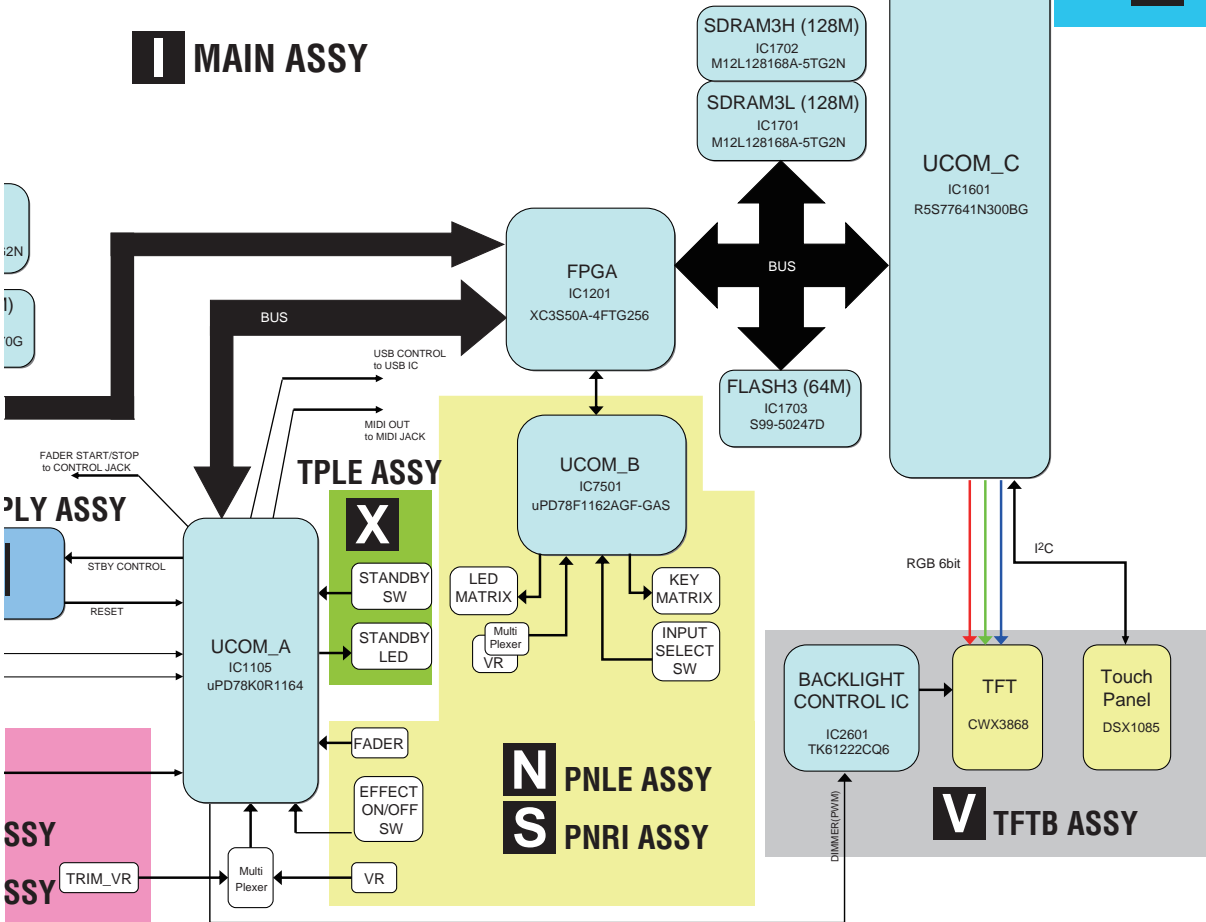 I MAIN ASSY
SDRAM3H (128M)
IC1702
M12L128168A-5TG2N
SDRAM3L (128M)
IC1701
M12L128168A-5TG2N
UCOM_C
IC1601
R5S77641N300BG
FPGA
IC1201
XC3S50A-4FTG256
BUS
BUS
USB CONTROL
to USB IC
MIDI OUT
to MIDI JACK
FLASH3 (64M)
IC1703
S99-50247D
FADER START/STOP
to CONTROL JACK
TPLE ASSY
X
PLY ASSY
UCOM_B
IC7501
uPD78F1162AGF-GAS
STBY CONTROL
RESET
STANDBY
SW
STANDBY
LED
LED
MATRIX
Multi
Plexer
VR
KEY
MATRIX
INPUT
SELECT
SW
RGB 6bit
I²C
UCOM_A
IC1105
uPD78K0R1164
BACKLIGHT
CONTROL IC
IC2601
TK61222CQ6
TFT
CWX3868
Touch
Panel
DSX1085
FADER
EFFECT
ON/OFF
SW
N PNLE ASSY
S PNRI ASSY
V TFTB ASSY
DIMMER(PWM)
SSY
SSY
TRIM_VR
Multi
Plexer
VR